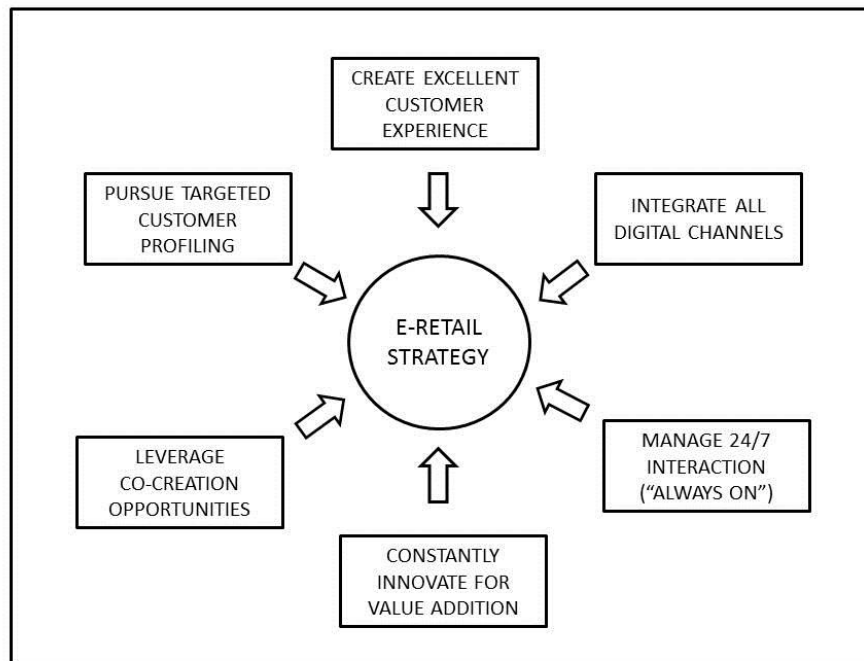 CREATE EXCELLENT
CUSTOMER
EXPERIENCE
PURSUE TARGETED
CUSTOMER
PROFILING
INTEGRATE ALL
DIGITAL CHANNELS
E-RETAIL
STRATEGY
LEVERAGE
CO-CREATION
OPPORTUNITIES
MANAGE 24/7
INTERACTION
(“ALWAYS ON”)
CONSTANTLY
INNOVATE FOR
VALUE ADDITION